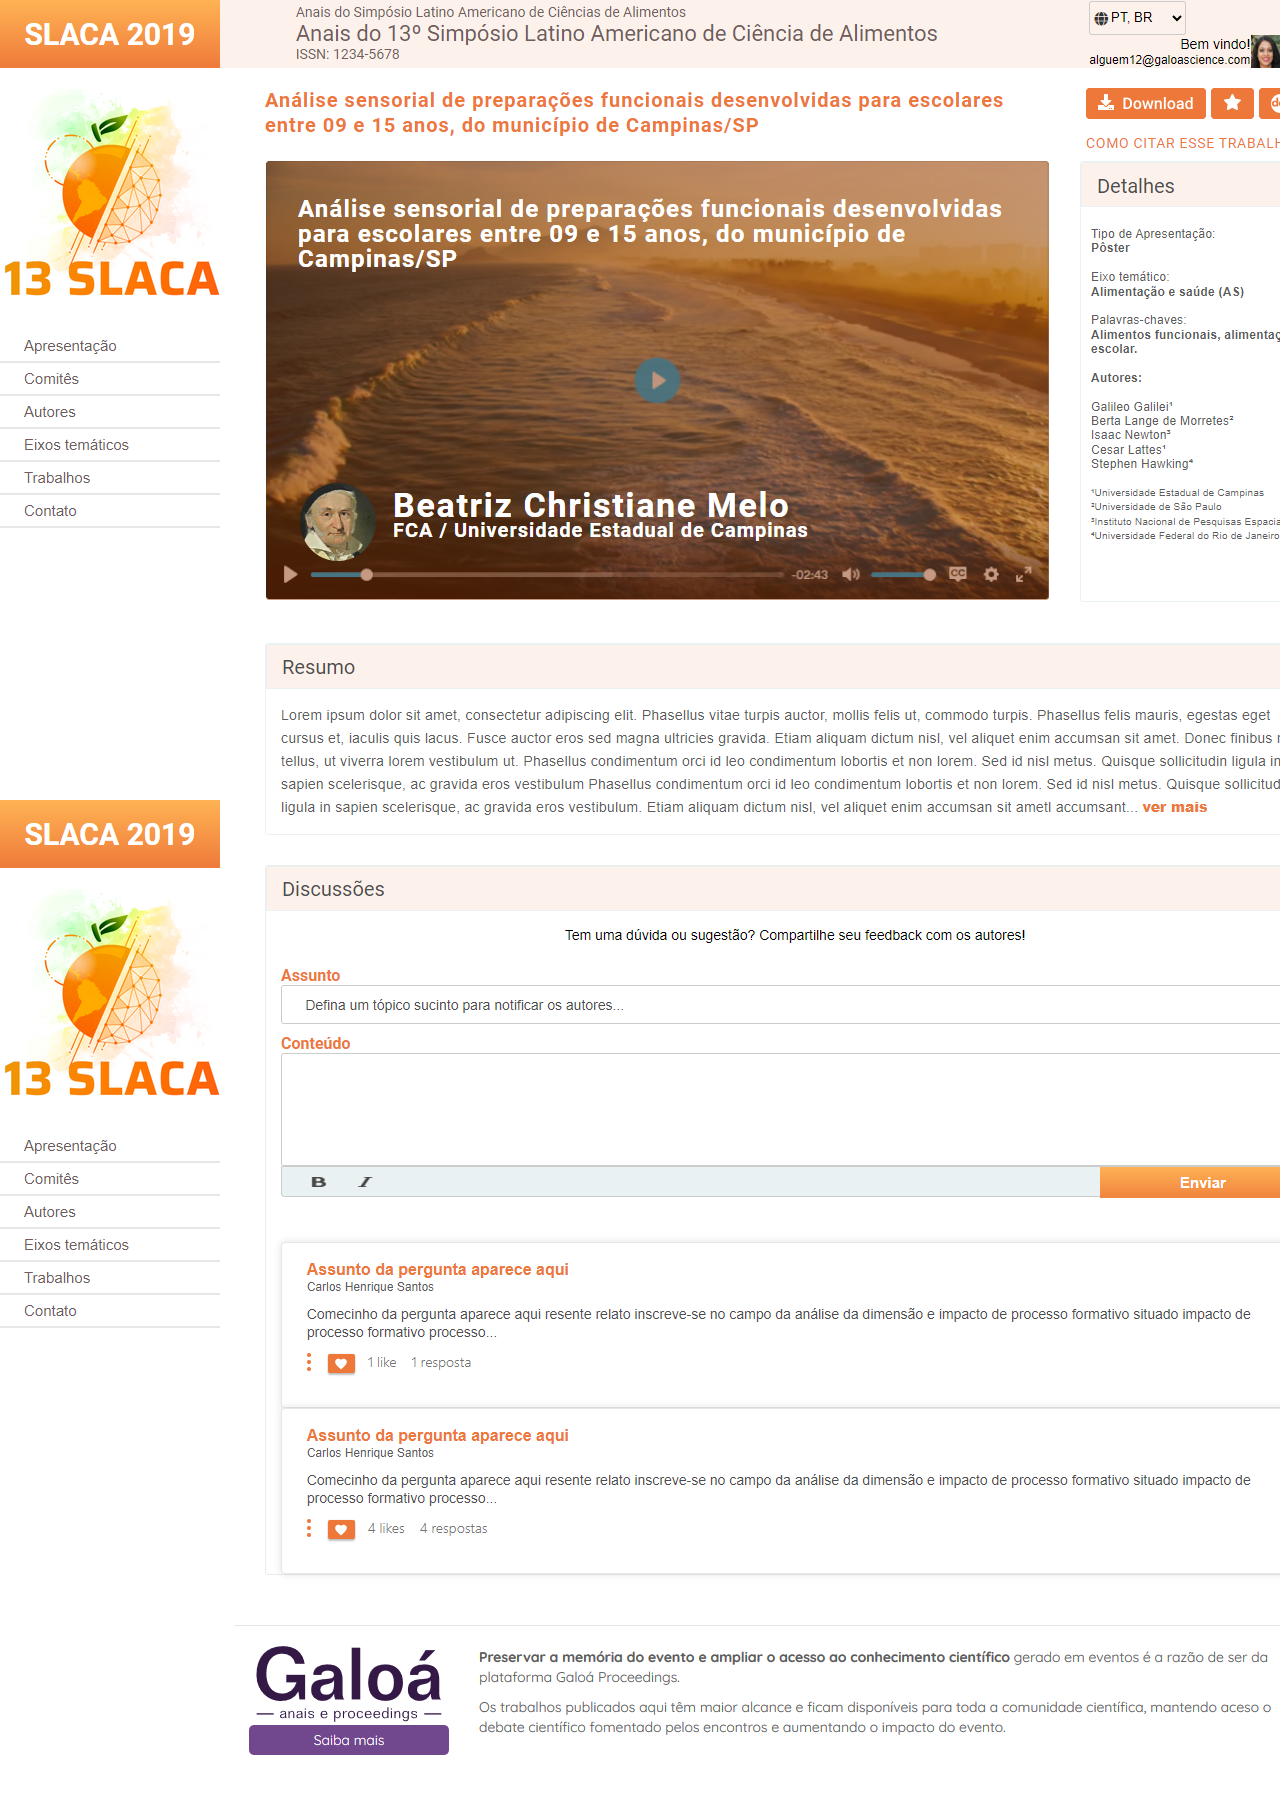 SLACA 2019
13 SLACA
Apresentação
Comitês
Autores
Eixos temáticos
Trabalhos
Contato
Anais do Simpósio Latino Americano de Ciências de Alimentos
Anais do 13º Simpósio Latino Americano de Ciência de Alimentos
ISSN: 1234-5678
PT, BR
Bem vindo!
alguem12@galoascience.com
Análise sensorial de preparações funcionais desenvolvidas para escolares
entre 09 e 15 anos, do município de Campinas/SP
Download
COMO CITAR ESSE TRABALH
Análise sensorial de preparações funcionais desenvolvidas
para escolares entre 09 e 15 anos, do município de
Campinas/SP
Beatriz Christiane Melo
FCA / Universidade Estadual de Campinas
-02:43
CC
Detalhes
Tipo de Apresentação:
Pôster
Eixo temático:
Alimentação e saúde (AS)
Palavras-chaves:
Alimentos funcionais, alimentaç
escolar.
Autores:
Galileo Galilei¹
Berta Lange de Morretes²
Isaac Newton³
Cesar Lattes¹
Stephen Hawking⁴
¹Universidade Estadual de Campinas
²Universidade de São Paulo
³Instituto Nacional de Pesquisas Espacia
⁴Universidade Federal do Rio de Janeiro
Resumo
Lorem ipsum dolor sit amet, consectetur adipiscing elit. Phasellus vitae turpis auctor, mollis felis ut, commodo turpis. Phasellus felis mauris, egestas eget
cursus et, iaculis quis lacus. Fusce auctor eros sed magna ultricies gravida. Etiam aliquam dictum nisl, vel aliquet enim accumsan sit amet. Donec finibus
tellus, ut viverra lorem vestibulum ut. Phasellus condimentum orci id leo condimentum lobortis et non lorem. Sed id nisl metus. Quisque sollicitudin ligula in
sapien scelerisque, ac gravida eros vestibulum Phasellus condimentum orci id leo condimentum lobortis et non lorem. Sed id nisl metus. Quisque sollicitud
ligula in sapien scelerisque, ac gravida eros vestibulum. Etiam aliquam dictum nisl, vel aliquet enim accumsan sit ametl accumsant... ver mais
SLACA 2019
13 SLACA
Apresentação
Comitês
Autores
Eixos temáticos
Trabalhos
Contato
Discussões
Tem uma dúvida ou sugestão? Compartilhe seu feedback com os autores!
Assunto
Defina um tópico sucinto para notificar os autores...
Conteúdo
B I
Enviar
Assunto da pergunta aparece aqui
Carlos Henrique Santos
Comecinho da pergunta aparece aqui resente relato inscreve-se no campo da análise da dimensão e impacto de processo formativo situado impacto de
processo formativo processo...
1 like 1 resposta
Assunto da pergunta aparece aqui
Carlos Henrique Santos
Comecinho da pergunta aparece aqui resente relato inscreve-se no campo da análise da dimensão e impacto de processo formativo situado impacto de
processo formativo processo...
4 likes 4 respostas
Galoá
anais e proceedings
Saiba mais
Preservar a memória do evento e ampliar o acesso ao conhecimento científico gerado em eventos é a razão de ser da
plataforma Galoá Proceedings.
Os trabalhos publicados aqui têm maior alcance e ficam disponíveis para toda a comunidade científica, mantendo aceso o
debate científico fomentado pelos encontros e aumentando o impacto do evento.